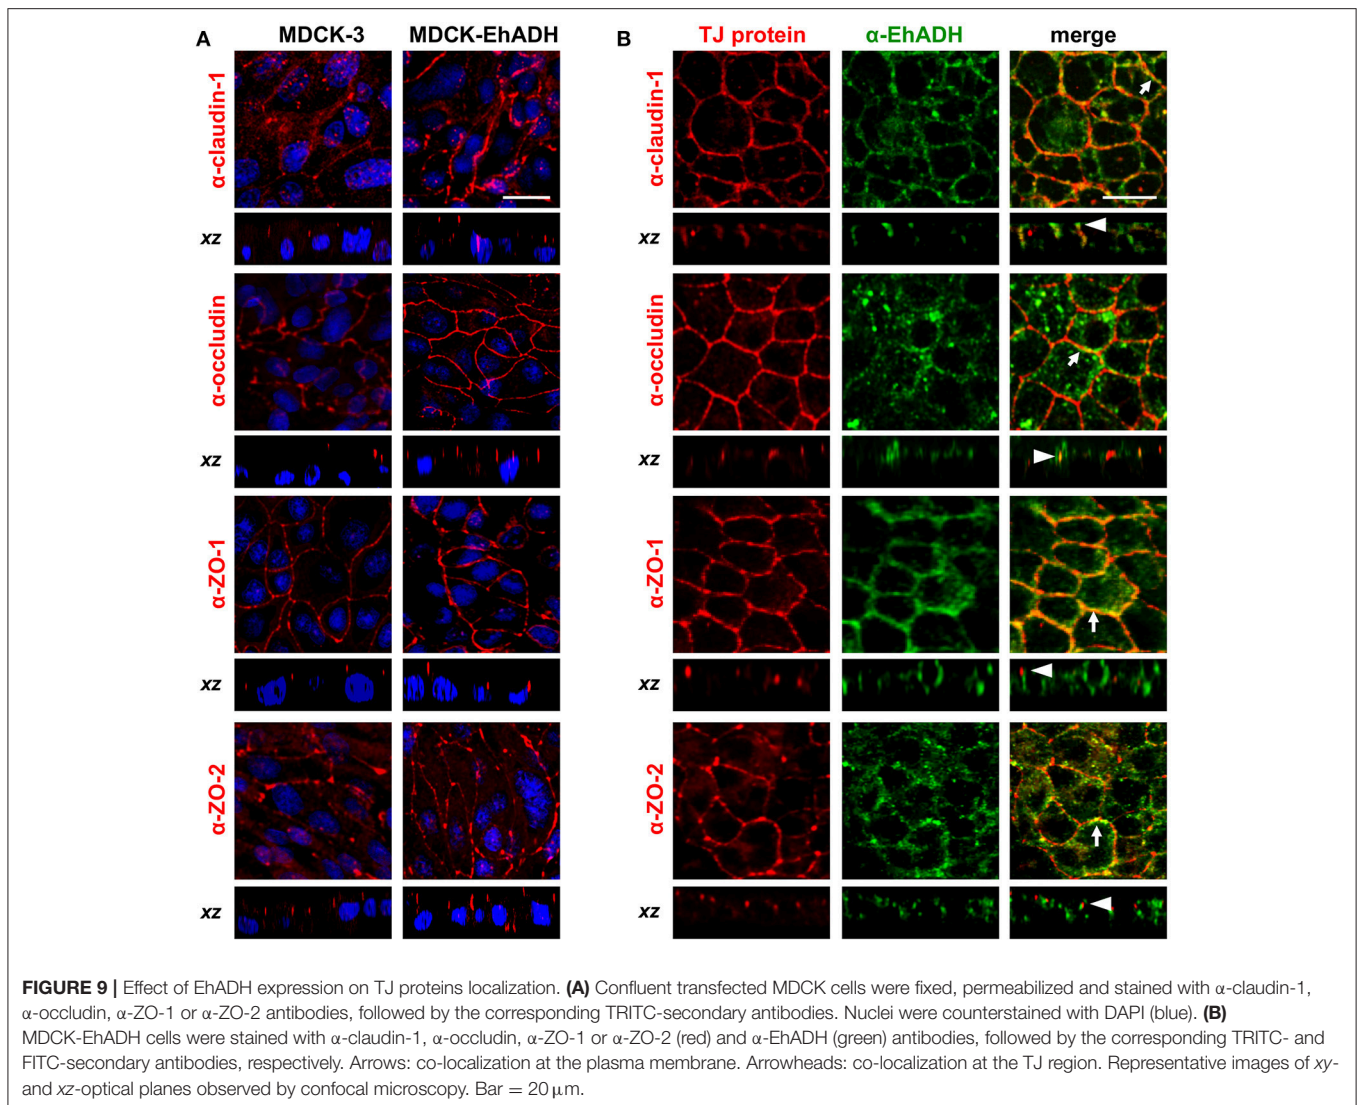 A MDCK-3 MDCK-EhADH B TJ protein α-EhADH merge
α-claudin-1 α-claudin-1
xz xz
α-occludin α-occludin
xz xz
α-ZO-1 α-ZO-1
xz xz
α-ZO-2 α-ZO-2
xz xz
FIGURE 9 | Effect of EhADH expression on TJ proteins localization. (A) Confluent transfected MDCK cells were fixed, permeabilized and stained with α-claudin-1,
α-occludin, α-ZO-1 or α-ZO-2 antibodies, followed by the corresponding TRITC-secondary antibodies. Nuclei were counterstained with DAPI (blue). (B)
MDCK-EhADH cells were stained with α-claudin-1, α-occludin, α-ZO-1 or α-ZO-2 (red) and α-EhADH (green) antibodies, followed by the corresponding TRITC- and
FITC-secondary antibodies, respectively. Arrows: co-localization at the plasma membrane. Arrowheads: co-localization at the TJ region. Representative images of xy-
and xz-optical planes observed by confocal microscopy. Bar = 20 μm.